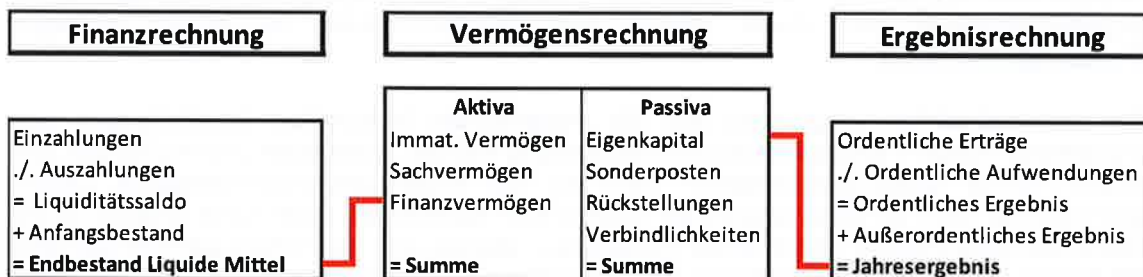 Finanzrechnung
Vermögensrechnung
Ergebnisrechnung
Einzahlungen
./. Auszahlungen
= Liquiditätssaldo
+ Anfangsbestand
= Endbestand Liquide Mittel
Aktiva
Immat. Vermögen
Sachvermögen
Finanzvermögen
= Summe
Passiva
Eigenkapital
Sonderposten
Rückstellungen
Verbindlichkeiten
= Summe
Ordentliche Erträge
./. Ordentliche Aufwendungen
= Ordentliches Ergebnis
+ Außerordentliches Ergebnis
= Jahresergebnis